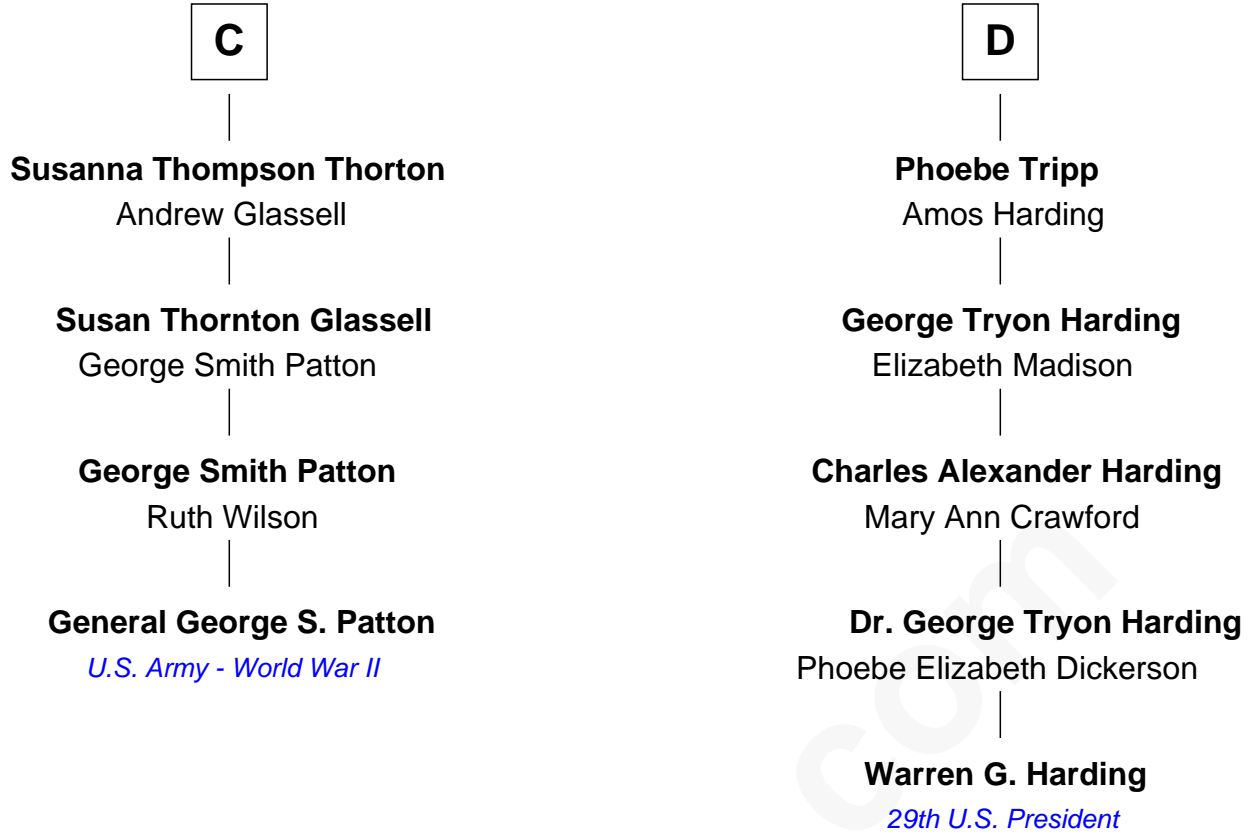 C
Susanna Thompson Thorton
Andrew Glassell
Susan Thornton Glassell
George Smith Patton
George Smith Patton
Ruth Wilson
General George S. Patton
U.S. Army - World War II
D
Phoebe Tripp
Amos Harding
George Tryon Harding
Elizabeth Madison
Charles Alexander Harding
Mary Ann Crawford
Dr. George Tryon Harding
Phoebe Elizabeth Dickerson
Warren G. Harding
29th U.S. President
com